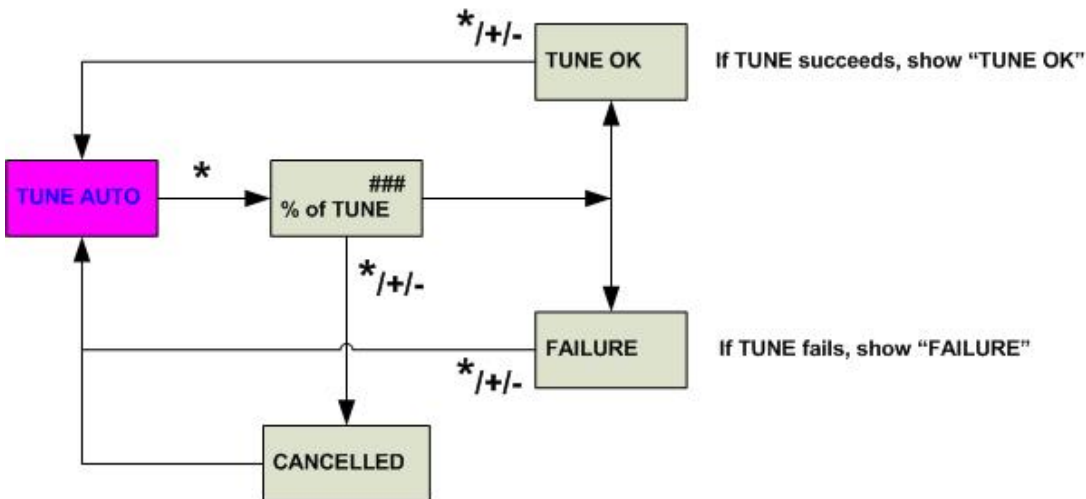 */+/-
TUNE OK
If TUNE succeeds, show “TUNE OK”
TUNE AUTO
*
###
% of TUNE
*/+/-
FAILURE
If TUNE fails, show “FAILURE”
*/+/-
CANCELLED